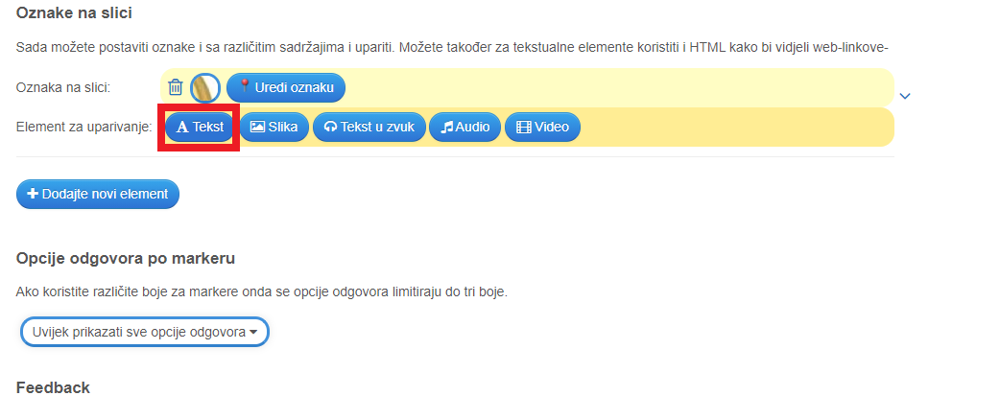 Oznake na slici
Sada možete postaviti oznake i sa različitim sadržajima i upariti. Možete također za tekstualne elemente koristiti i HTML kako bi vidjeli web-linkove-
Oznaka na slici: Uredi oznaku
Element za uparivanje: A Tekst Slika Tekst u zvuk Audio Video
+ Dodajte novi element
Opcije odgovora po markeru
Ako koristite različite boje za markere onda se opcije odgovora limitiraju do tri boje.
Uvijek prikazati sve opcije odgovora
Feedback